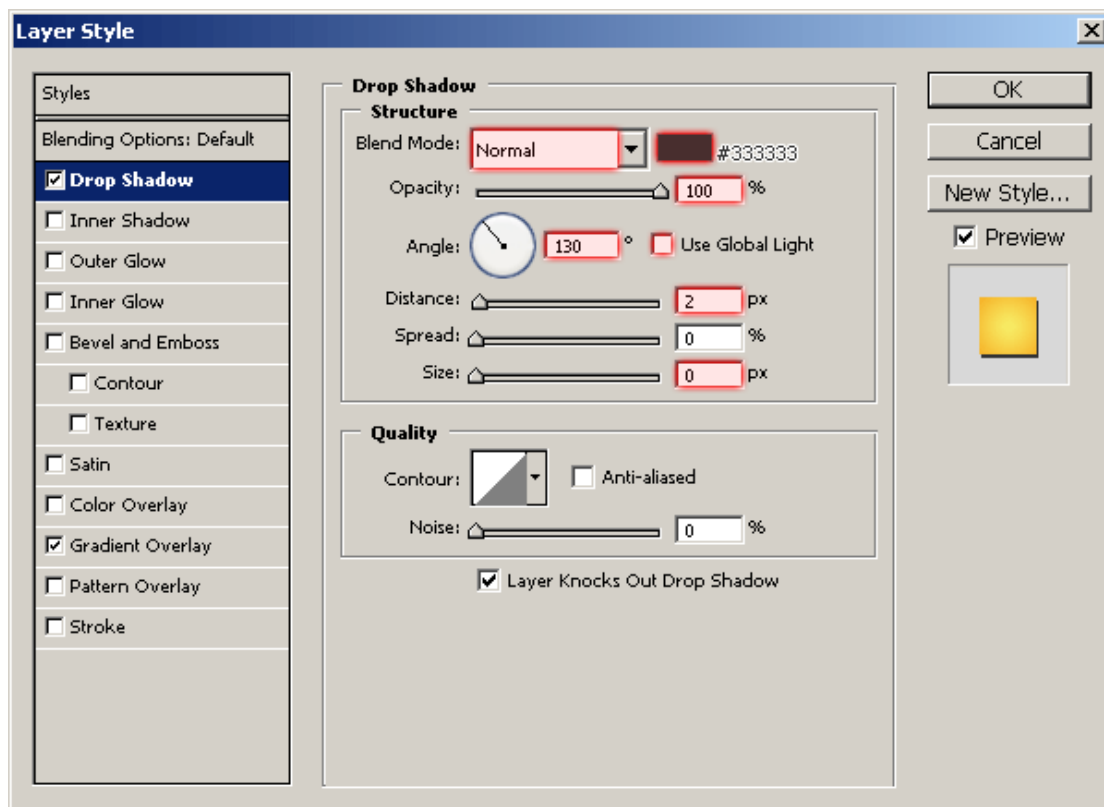 Layer Style
Styles
Blending Options: Default
Drop Shadow
Inner Shadow
Outer Glow
Inner Glow
Bevel and Emboss
Contour
Texture
Satin
Color Overlay
Gradient Overlay
Pattern Overlay
Stroke
Drop Shadow
Structure
Blend Mode: Normal #333333
Opacity: 100 %
Angle: 130 ° Use Global Light
Distance: 2 px
Spread: 0 %
Size: 0 px
Quality
Contour: Anti-aliased
Noise: 0 %
Layer Knocks Out Drop Shadow
OK
Cancel
New Style...
Preview